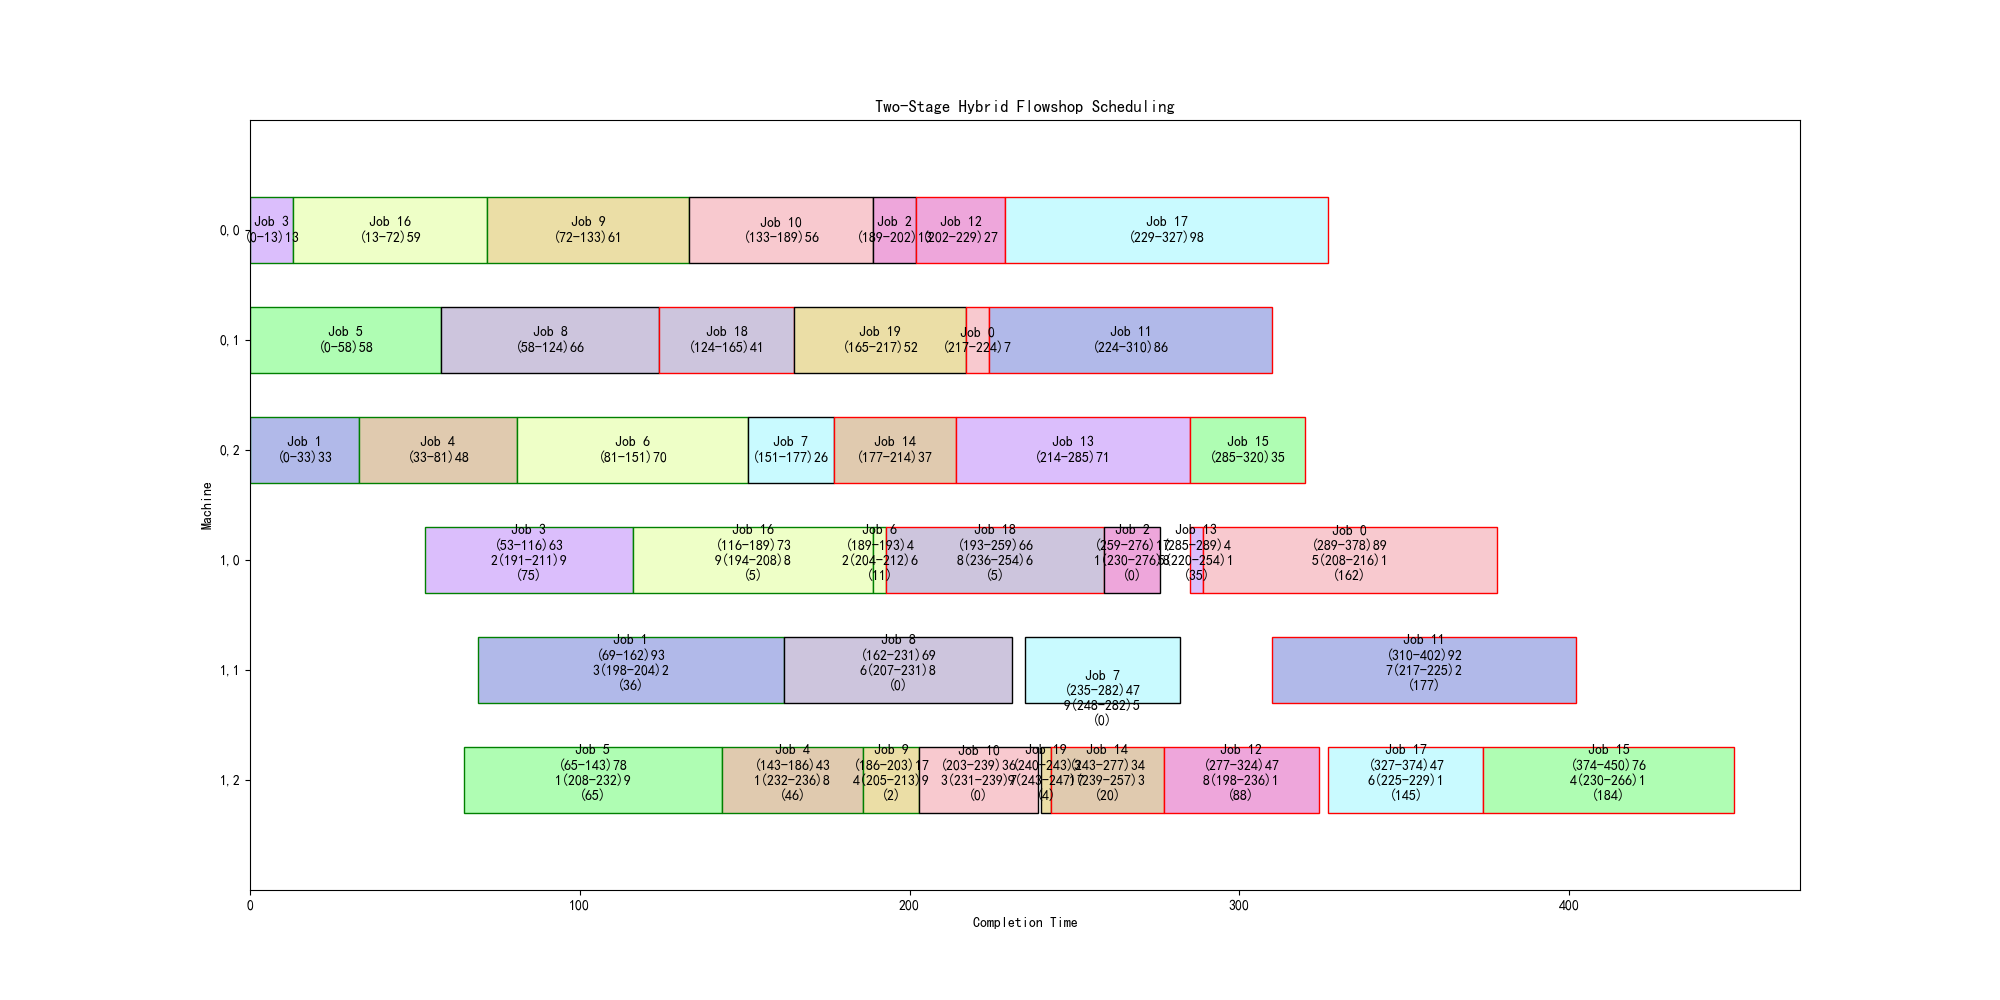 Two-Stage Hybrid Flowshop Scheduling
0,0
Job 3
(0-13)13
Job 16
(13-72)59
Job 9
(72-133)61
Job 10
(133-189)56
Job 2
(189-202)13
Job 12
(202-229)27
Job 17
(229-327)98
0,1
Job 5
(0-58)58
Job 8
(58-124)66
Job 18
(124-165)41
Job 19
(165-217)52
Job 0
(217-224)7
Job 11
(224-310)86
0,2
Job 1
(0-33)33
Job 4
(33-81)48
Job 6
(81-151)70
Job 7
(151-177)26
Job 14
(177-214)37
Job 13
(214-285)71
Job 15
(285-320)35
Machine
1,0
Job 3
(53-116)63
2(191-211)9
(75)
Job 16
(116-189)73
9(194-208)8
(5)
Job 6
(189-193)4
2(204-212)6
(11)
Job 18
(193-259)66
8(236-254)6
(5)
Job 2
(259-276)17
(0)
Job 13
(285-289)4
(35)
Job 0
(289-378)89
5(208-216)1
(162)
1,1
Job 1
(69-162)93
3(198-204)2
(36)
Job 8
(162-231)69
6(207-231)8
(0)
Job 7
(235-282)47
9(248-282)5
(0)
Job 11
(310-402)92
7(217-225)2
(177)
1,2
Job 5
(65-143)78
1(208-232)9
(65)
Job 4
(143-186)43
1(232-236)8
(46)
Job 9
(186-203)17
4(205-213)9
(2)
Job 10
(203-239)36
3(231-239)9
(0)
Job 19
(240-243)3
(4)
Job 14
(243-277)34
(20)
Job 12
(277-324)47
8(198-236)1
(88)
Job 17
(327-374)47
6(225-229)1
(145)
Job 15
(374-450)76
4(230-266)1
(184)
0
100
200
300
400
Completion Time